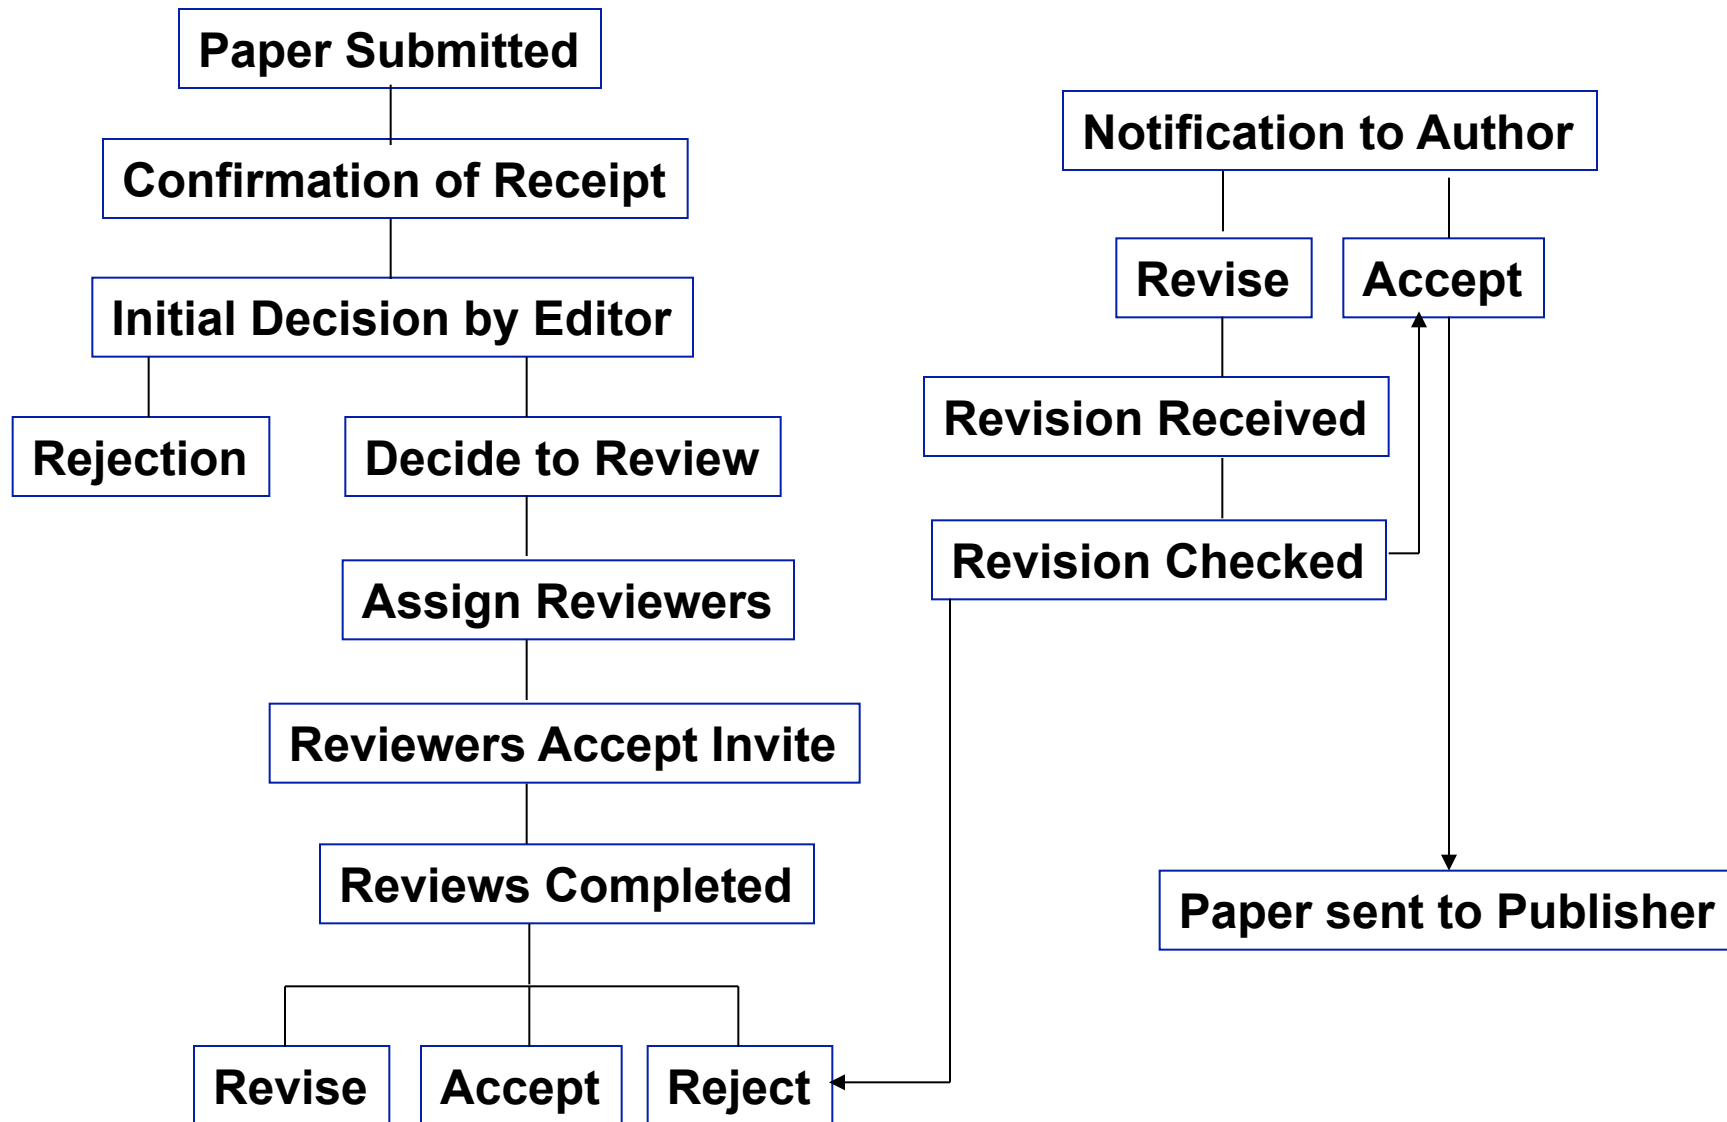 Paper Submitted
Confirmation of Receipt
Initial Decision by Editor
Rejection
Decide to Review
Assign Reviewers
Reviewers Accept Invite
Reviews Completed
Revise
Accept
Reject
Notification to Author
Revise
Accept
Revision Received
Revision Checked
Paper sent to Publisher